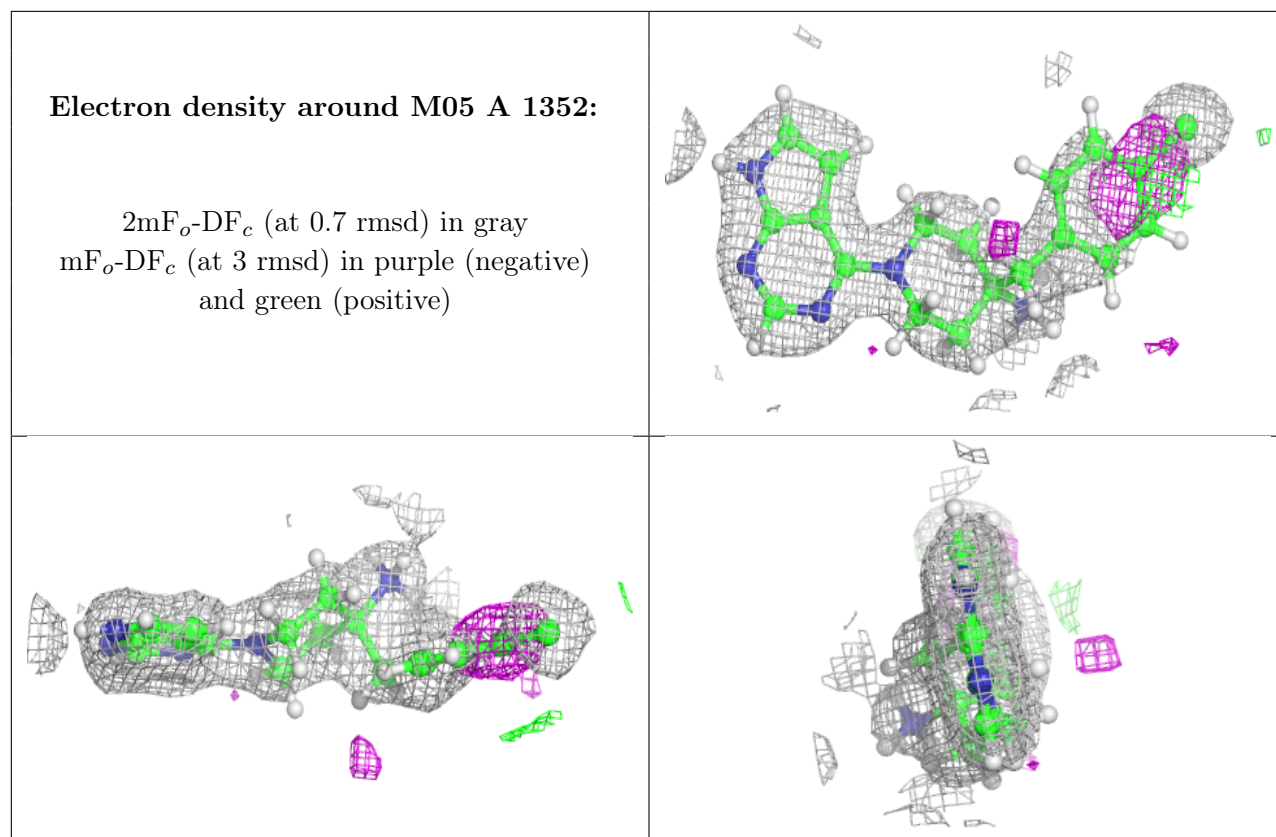 Electron density around M05 A 1352:
2mFo-DFc (at 0.7 rmsd) in gray
mFo-DFc (at 3 rmsd) in purple (negative)
and green (positive)